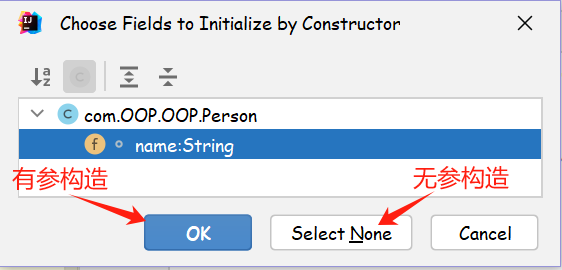 Choose Fields to Initialize by Constructor
com.OOP.OOP.Person
name:String
有参构造
无参构造
OK
Select None
Cancel